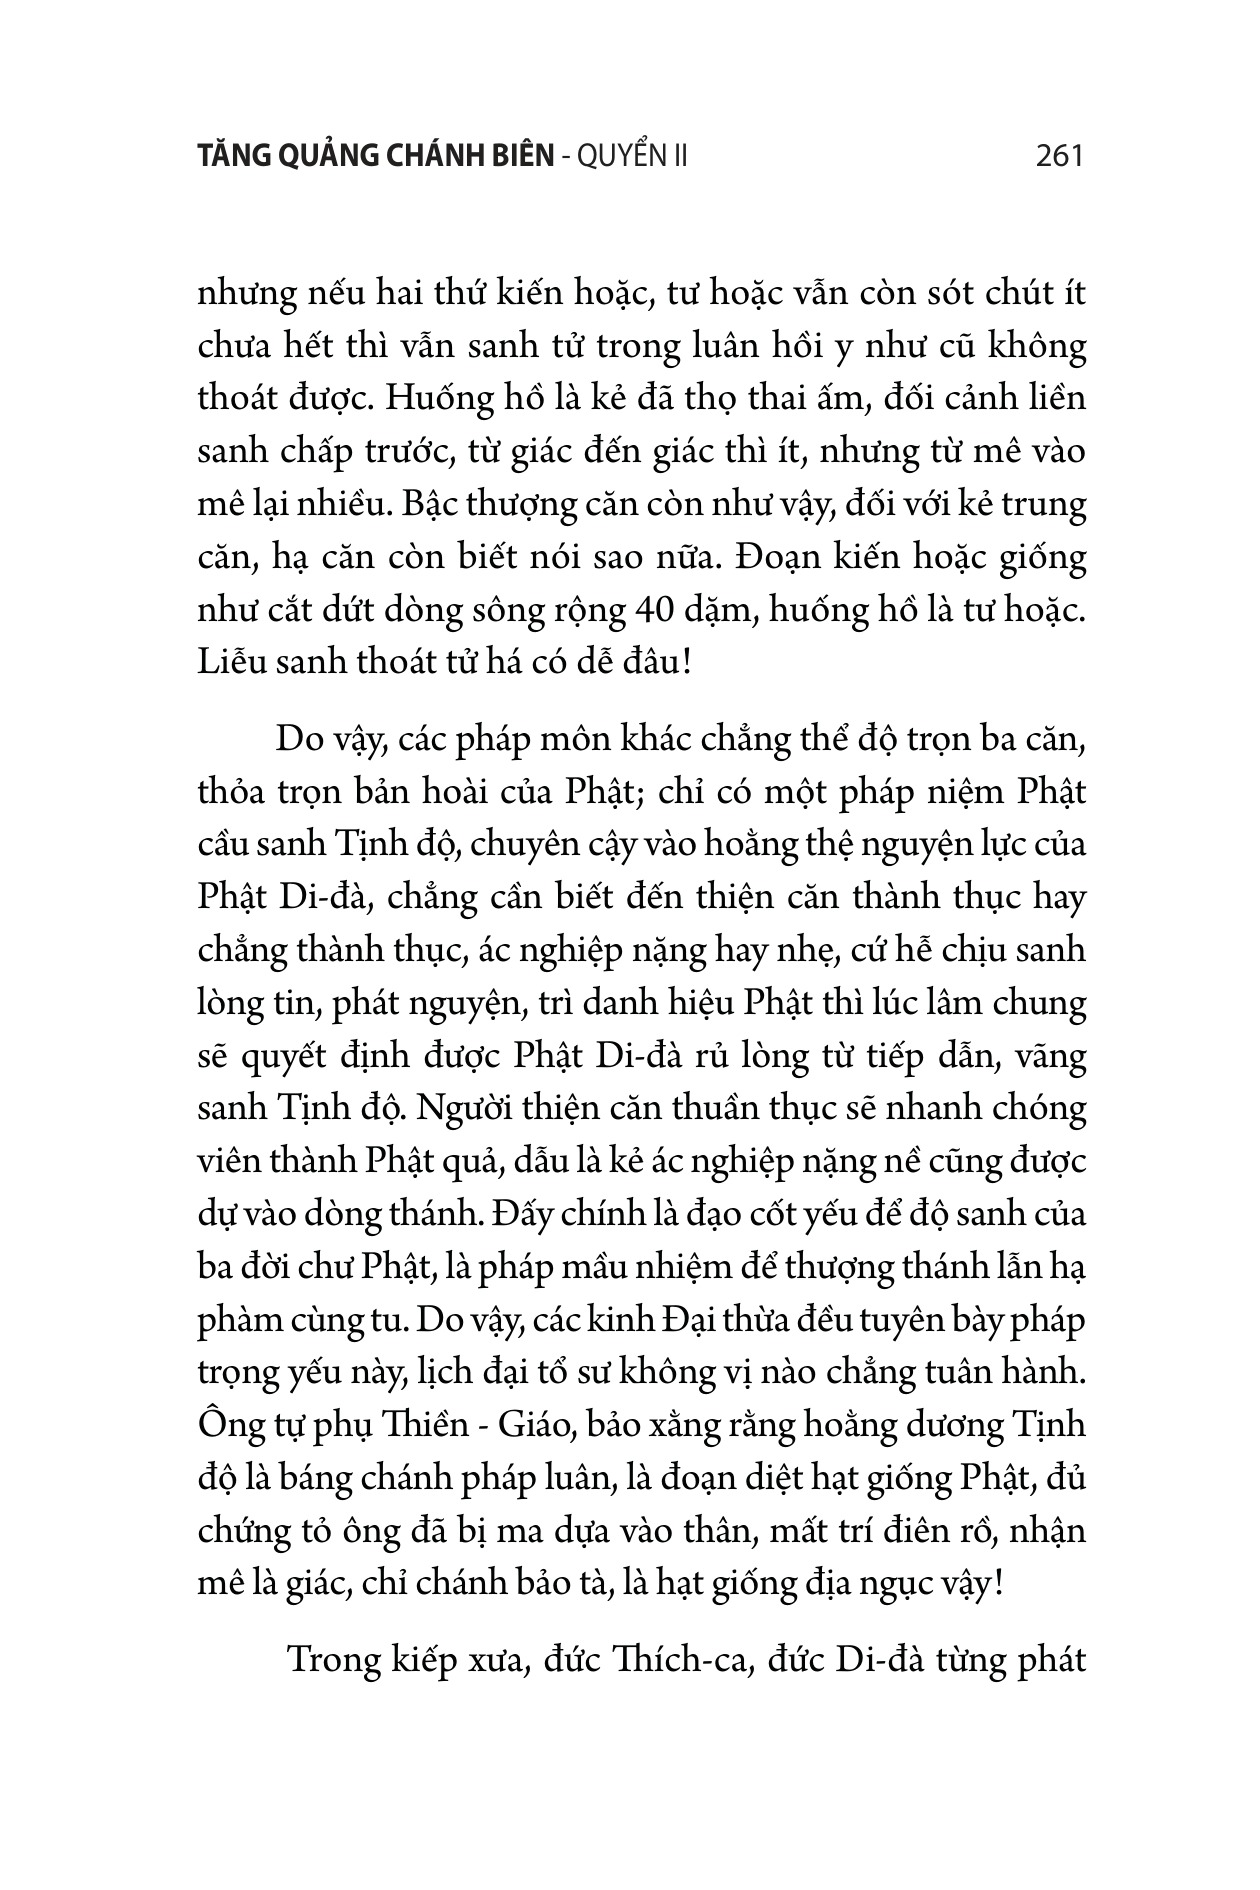 TĂNG QUẢNG CHÁNH BIÊN - QUYỂN II 261
nhưng nếu hai thứ kiến hoặc, tư hoặc vẫn còn sót chút ít
chưa hết thì vẫn sanh tử trong luân hồi y như cũ không
thoát được. Huống hồ là kẻ đã thọ thai ấm, đối cảnh liền
sanh chấp trước, từ giác đến giác thì ít, nhưng từ mê vào
mê lại nhiều. Bậc thượng căn còn như vậy, đối với kẻ trung
căn, hạ căn còn biết nói sao nữa. Đoạn kiến hoặc giống
như cắt dứt dòng sông rộng 40 dặm, huống hồ là tư hoặc.
Liễu sanh thoát tử há có dễ đâu!
Do vậy, các pháp môn khác chẳng thể độ trọn ba căn,
thỏa trọn bản hoài của Phật; chỉ có một pháp niệm Phật
cầu sanh Tịnh độ, chuyên cậy vào hoằng thệ nguyện lực của
Phật Di-đà, chẳng cần biết đến thiện căn thành thục hay
chẳng thành thục, ác nghiệp nặng hay nhẹ, cứ hễ chịu sanh
lòng tin, phát nguyện, trì danh hiệu Phật thì lúc lâm chung
sẽ quyết định được Phật Di-đà rủ lòng từ tiếp dẫn, vãng
sanh Tịnh độ. Người thiện căn thuần thục sẽ nhanh chóng
viên thành Phật quả, dẫu là kẻ ác nghiệp nặng nề cũng được
dự vào dòng thánh. Đấy chính là đạo cốt yếu để độ sanh của
ba đời chư Phật, là pháp mầu nhiệm để thượng thánh lẫn hạ
phàm cùng tu. Do vậy, các kinh Đại thừa đều tuyên bày pháp
trọng yếu này, lịch đại tổ sư không vị nào chẳng tuân hành.
Ông tự phụ Thiền - Giáo, bảo xằng rằng hoằng dương Tịnh
độ là báng chánh pháp luân, là đoạn diệt hạt giống Phật, đủ
chứng tỏ ông đã bị ma dựa vào thân, mất trí điên rồ, nhận
mê là giác, chỉ chánh bảo tà, là hạt giống địa ngục vậy!
Trong kiếp xưa, đức Thích-ca, đức Di-đà từng phát